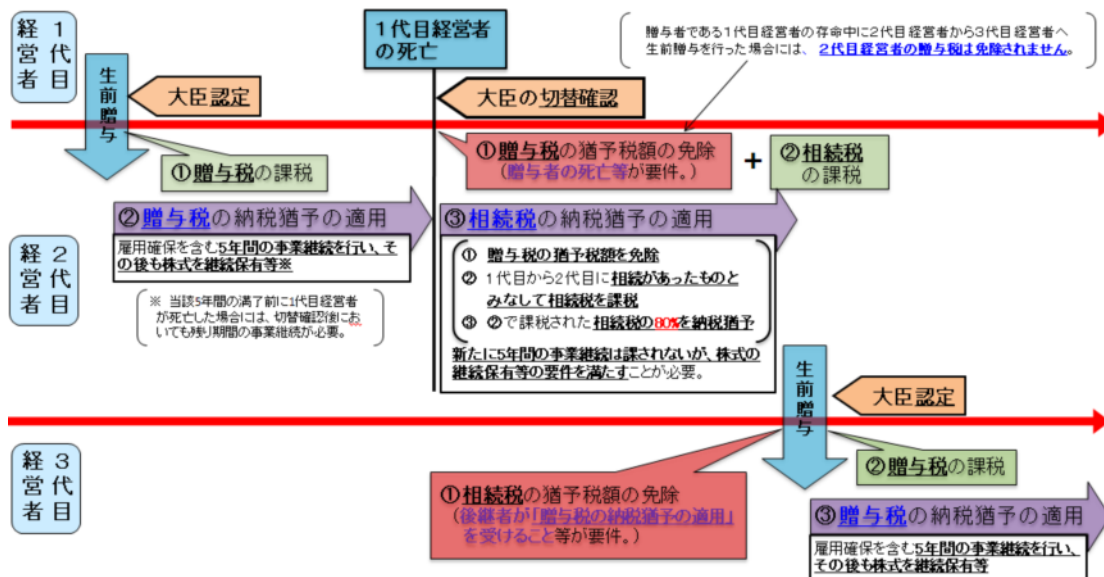 1代目
経営者
生前贈与
大臣認定
1代目経営者
の死亡
大臣の切替確認
贈与者である1代目経営者の存命中に2代目経営者から3代目経営者へ
生前贈与を行った場合には、２代目経営者の贈与税は免除されません。
①贈与税の課税
①贈与税の猶予税額の免除
（贈与者の死亡等が要件。）
+
②相続税
の課税
2代目
経営者
②贈与税の納税猶予の適用
雇用確保を含む5年間の事業継続を行い、そ
の後も株式を継続保有等※
※ 当該5年間の満了前に1代目経営者
が死亡した場合には、切替確認後にお
いても残り期間の事業継続が必要。
③相続税の納税猶予の適用
① 贈与税の猶予税額を免除
② 1代目から2代目に相続があったものと
みなして相続税を課税
③ ②で課税された相続税の80%を納税猶予
新たに5年間の事業継続は課されないが、株式の
継続保有等の要件を満たすことが必要。
生前贈与
大臣認定
3代目
経営者
①相続税の猶予税額の免除
（後継者が「贈与税の納税猶予の適用」
を受けること等が要件。）
②贈与税の課税
③贈与税の納税猶予の適用
雇用確保を含む5年間の事業継続を行い、
その後も株式を継続保有等